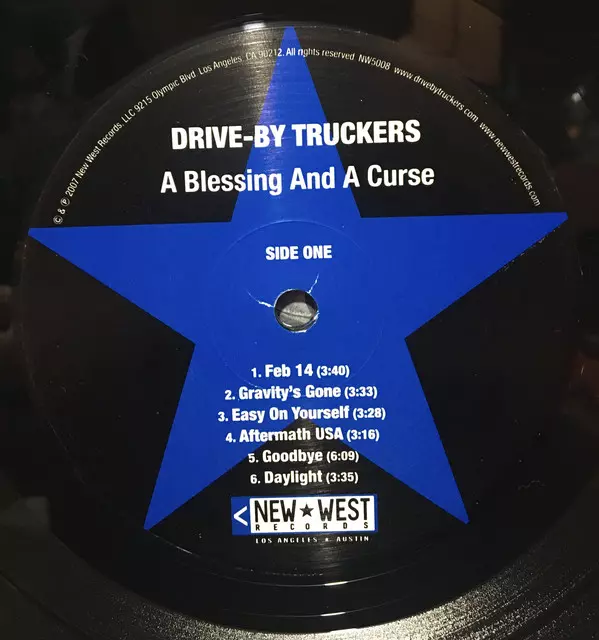 © & ℗ 2007 New West Records, LLC 9215 Olympic Blvd. Los Angeles, CA 90212. All rights reserved NW5008 www.drivebytruckers.com www.newwestrecords.com
DRIVE-BY TRUCKERS
A Blessing And A Curse
SIDE ONE
1. Feb 14 (3:40)
2. Gravity's Gone (3:33)
3. Easy On Yourself (3:28)
4. Aftermath USA (3:16)
5. Goodbye (6:09)
6. Daylight (3:35)
< NEW★WEST
RECORDS
LOS ANGELES ★ AUSTIN